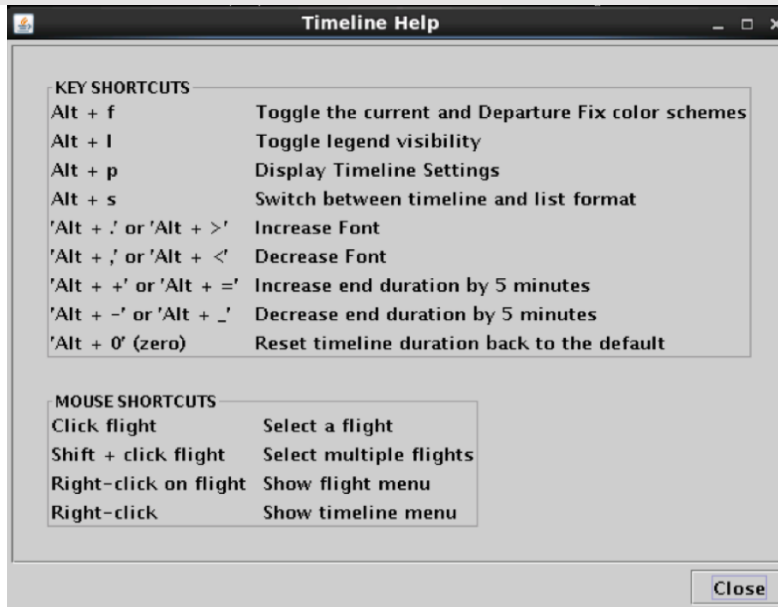 Timeline Help
KEY SHORTCUTS
Alt + f Toggle the current and Departure Fix color schemes
Alt + l Toggle legend visibility
Alt + p Display Timeline Settings
Alt + s Switch between timeline and list format
'Alt + .' or 'Alt + >' Increase Font
'Alt + ,' or 'Alt + <' Decrease Font
'Alt + +' or 'Alt + =' Increase end duration by 5 minutes
'Alt + -' or 'Alt + _' Decrease end duration by 5 minutes
'Alt + 0' (zero) Reset timeline duration back to the default
MOUSE SHORTCUTS
Click flight Select a flight
Shift + click flight Select multiple flights
Right-click on flight Show flight menu
Right-click Show timeline menu
Close